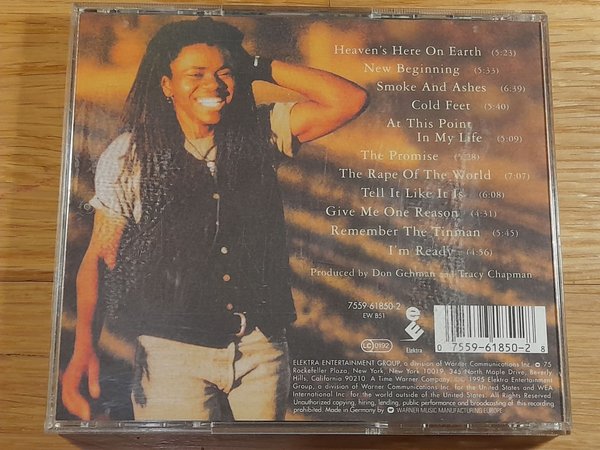 Heaven's Here On Earth (5:23)
New Beginning (5:33)
Smoke And Ashes (6:39)
Cold Feet (5:40)
At This Point
In My Life (5:09)
The Promise (5:28)
The Rape Of The World (7:07)
Tell It Like It Is (6:08)
Give Me One Reason (4:31)
Remember The Tinman (5:45)
I'm Ready (4:56)
Produced by Don Gehman and Tracy Chapman
7559-61850-2
EW 851
LC 0192
Elektra
0 7559-61850-2 8
ELEKTRA ENTERTAINMENT GROUP, a division of Warner Communications Inc. 75
Rockefeller Plaza, New York, New York 10019. 345 North Maple Drive, Beverly
Hills, California 90210. A Time Warner Company. ℗© 1995 Elektra Entertainment
Group, a division of Warner Communications Inc. for the United States and WEA
International Inc. for the world outside of the United States. All Rights Reserved.
Unauthorized copying, hiring, lending, public performance and broadcasting of this recording
prohibited. Made in Germany by WARNER MUSIC MANUFACTURING EUROPE